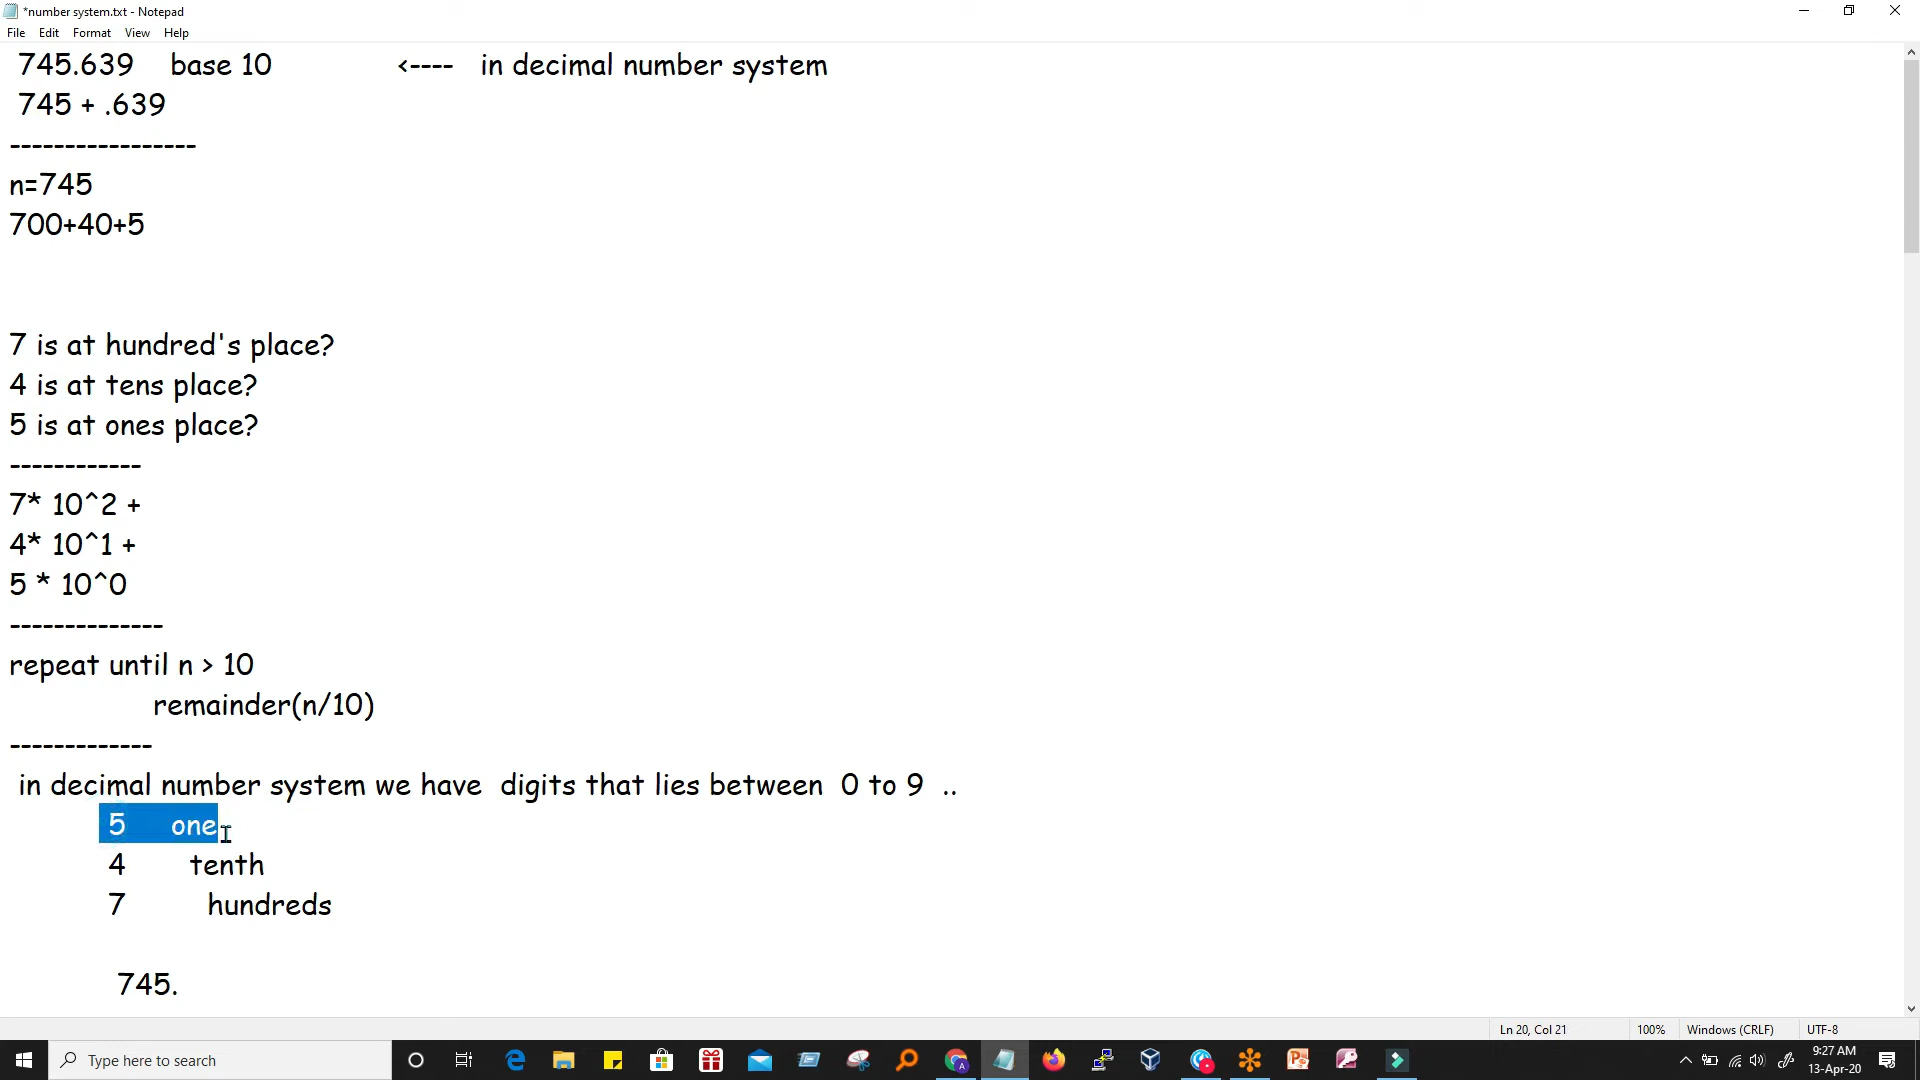 *number system.txt - Notepad
File Edit Format View Help
745.639 base 10 <---- in decimal number system
745 + .639
-----------------
n=745
700+40+5
7 is at hundred's place?
4 is at tens place?
5 is at ones place?
------------
7* 10^2 +
4* 10^1 +
5 * 10^0
--------------
repeat until n > 10
remainder(n/10)
-------------
in decimal number system we have digits that lies between 0 to 9 ..
5 one
4 tenth
7 hundreds
745.
Ln 20, Col 21 100% Windows (CRLF) UTF-8
Type here to search
9:27 AM
13-Apr-20